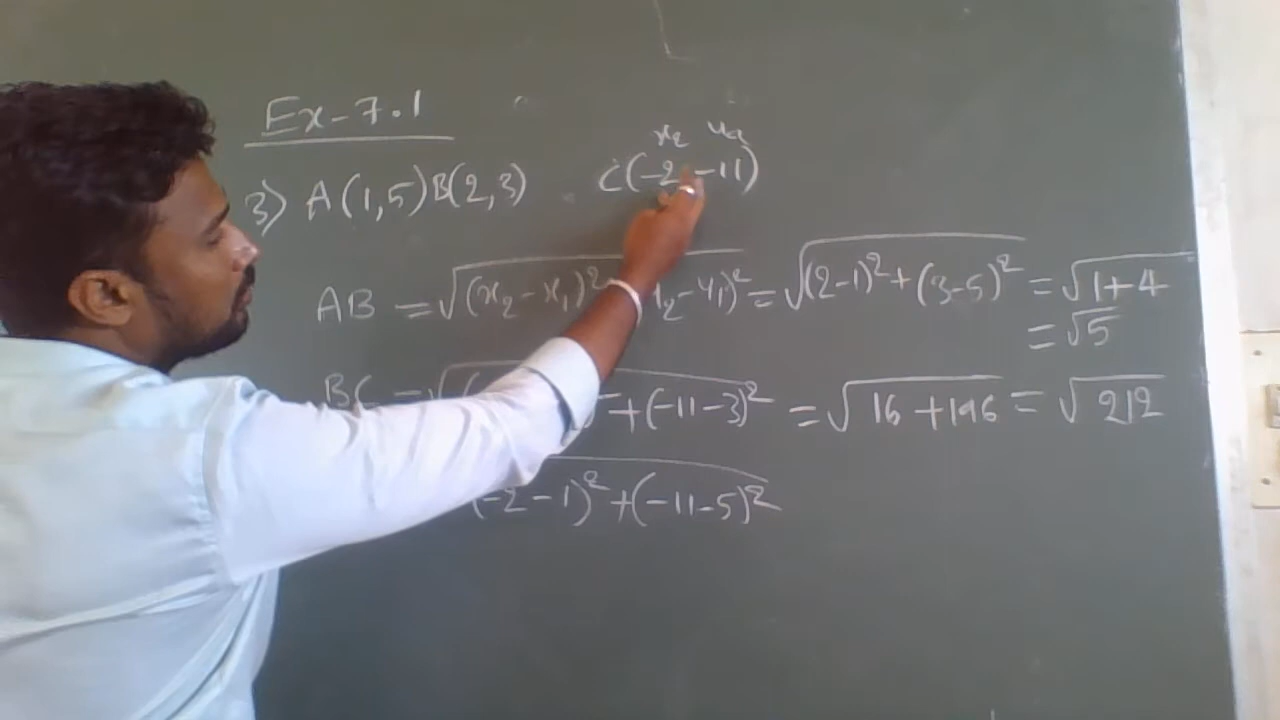 Ex-7.1
x₂ y₂
3) A(1,5) B(2,3) C(-2 -11)
AB = √(x₂ - x₁)² ₂ - y₁)² = √(2-1)² + (3-5)² = √1+4
= √5
BC = √( +(-11-3)² = √16+196 = √212
(-2-1)² + (-11-5)²